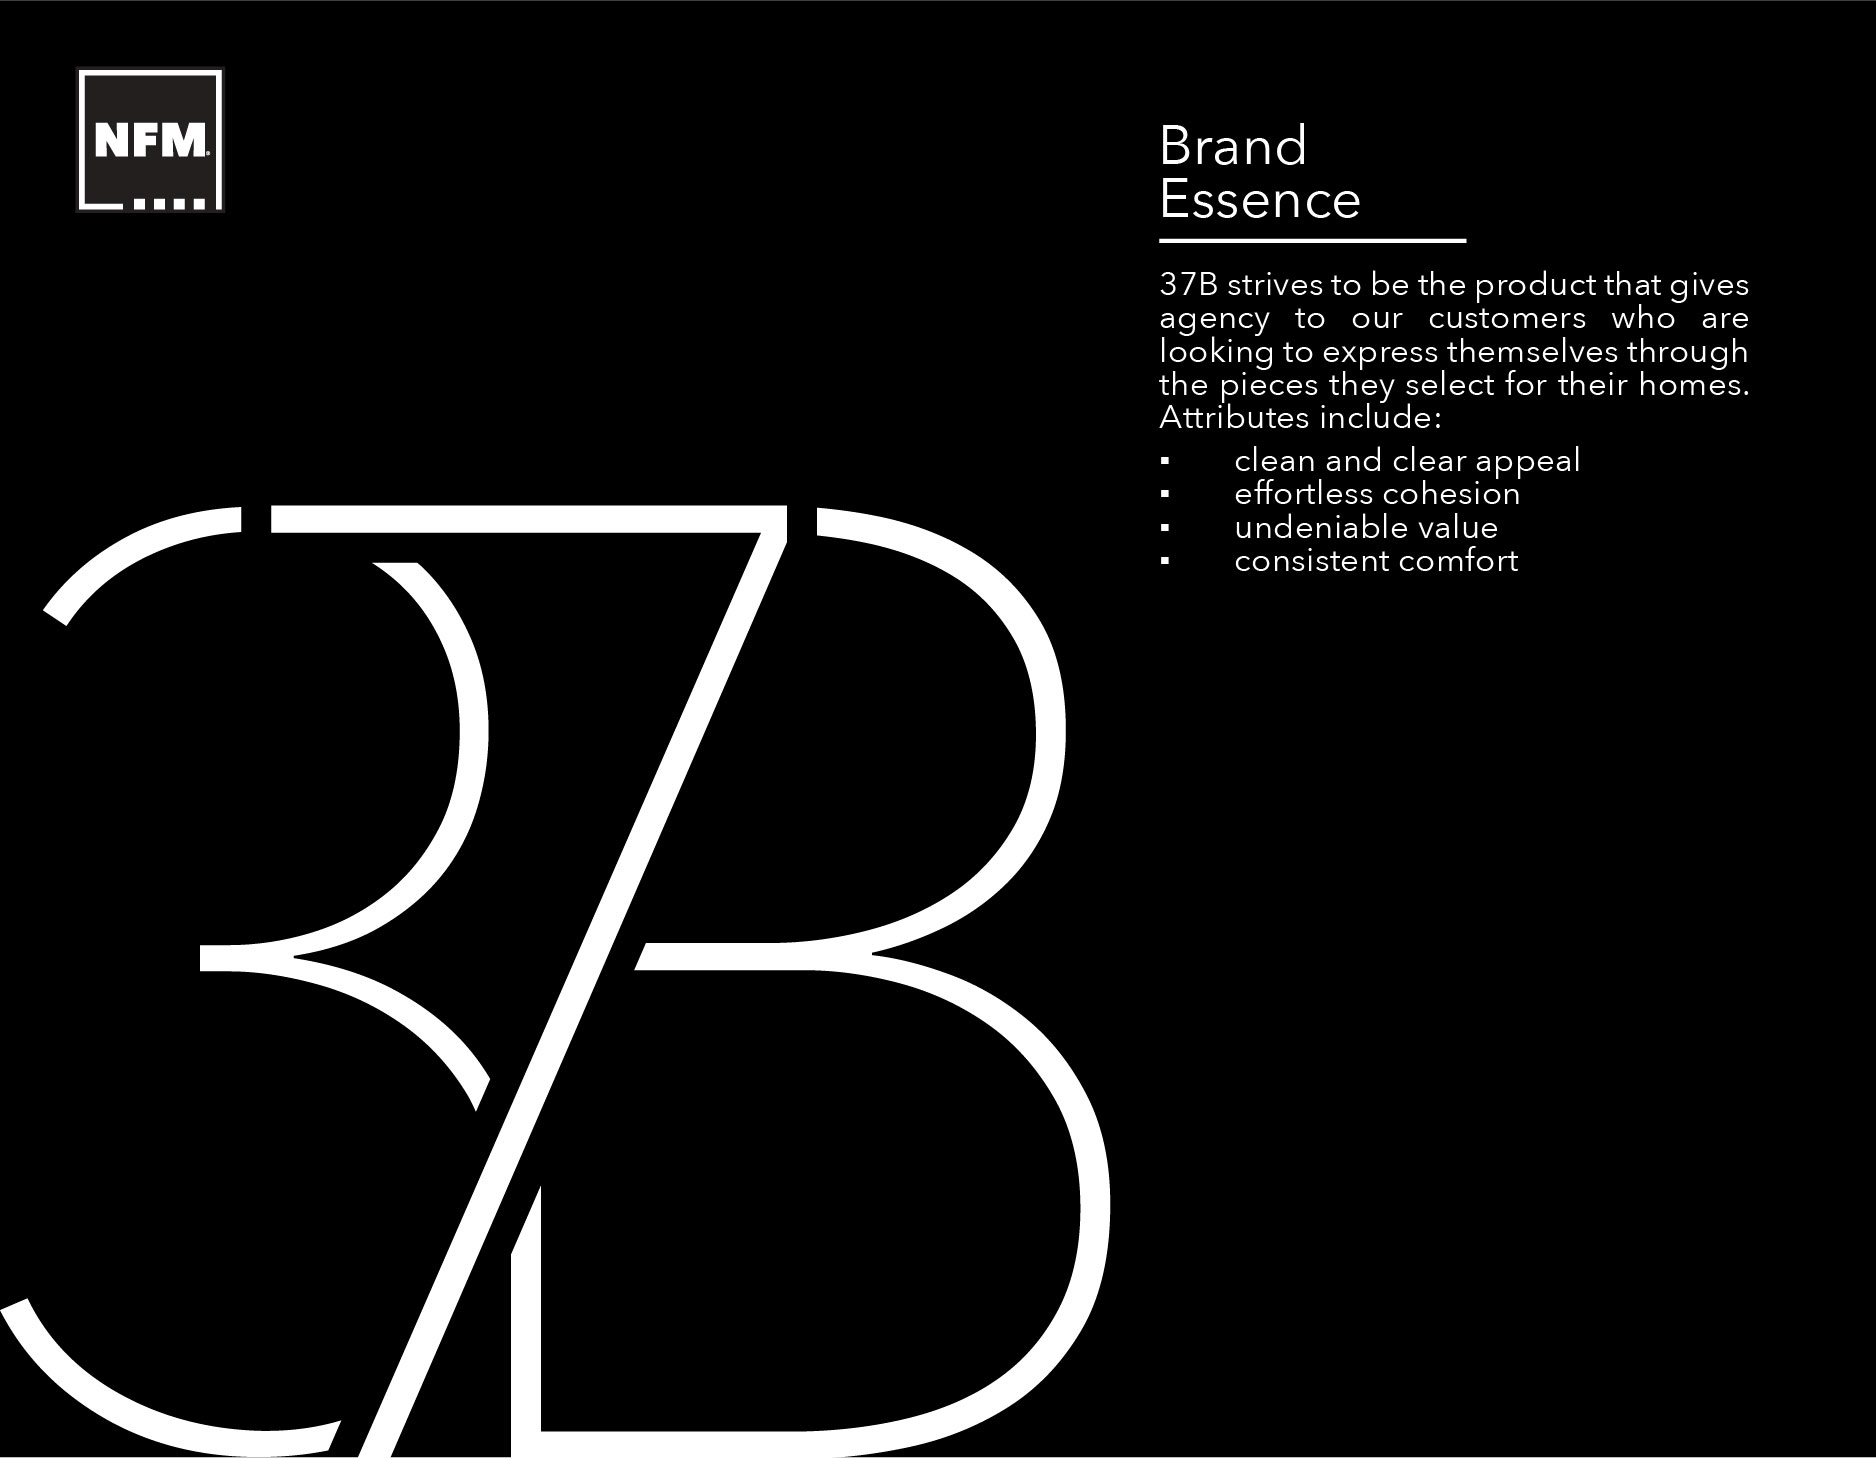 NFM®
Brand
Essence
37B strives to be the product that gives
agency to our customers who are
looking to express themselves through
the pieces they select for their homes.
Attributes include:
▪ clean and clear appeal
▪ effortless cohesion
▪ undeniable value
▪ consistent comfort
37B